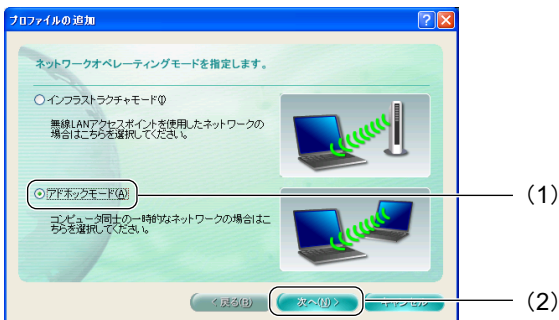 プロファイルの追加
ネットワークオペレーティングモードを指定します。
インフラストラクチャモード(I)
無線LANアクセスポイントを使用したネットワークの
場合はこちらを選択してください。
アドホックモード(A)
コンピュータ同士の一時的なネットワークの場合はこ
ちらを選択してください。
(1)
< 戻る(B)
次へ(N) >
キャンセル
(2)